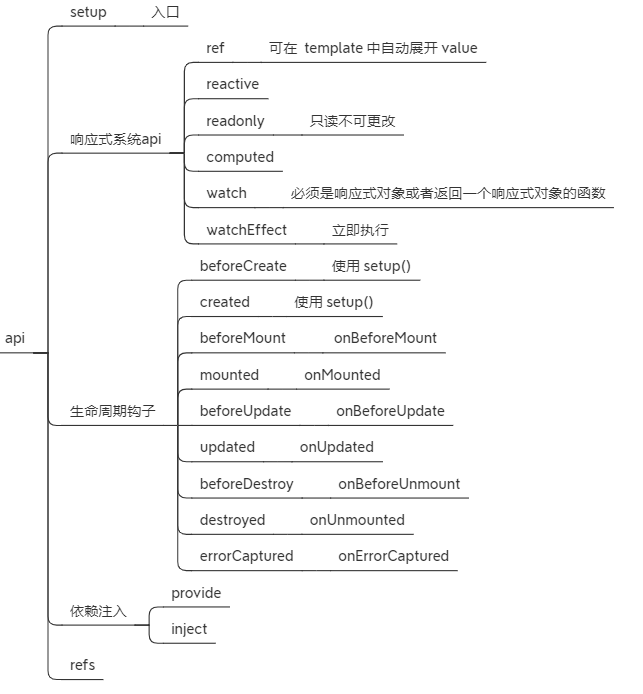 setup 入口
ref 可在 template 中自动展开 value
reactive
readonly 只读不可更改
响应式系统api
computed
watch 必须是响应式对象或者返回一个响应式对象的函数
watchEffect 立即执行
beforeCreate 使用 setup()
created 使用 setup()
api
beforeMount onBeforeMount
mounted onMounted
生命周期钩子
beforeUpdate onBeforeUpdate
updated onUpdated
beforeDestroy onBeforeUnmount
destroyed onUnmounted
errorCaptured onErrorCaptured
provide
依赖注入
inject
refs